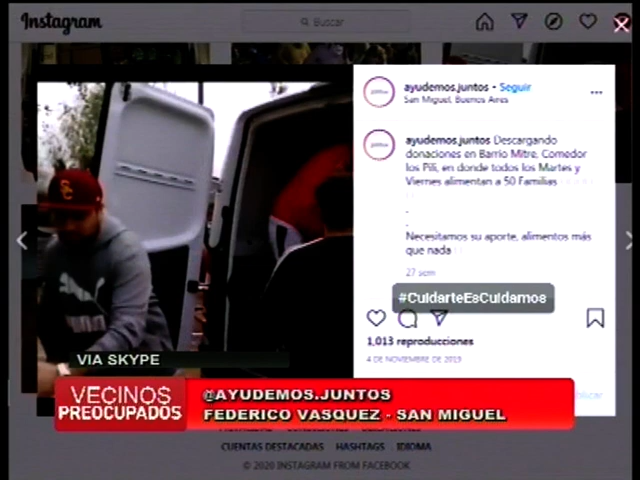 Instagram
Buscar
ayudemos.juntos • Seguir
San Miguel, Buenos Aires
ayudemos.juntos Descargando
donaciones en Barrio Mitre, Comedor
los Pili, en donde todos los Martes y
Viernes alimentan a 50 Familias
.
.
Necesitamos su aporte, alimentos más
que nada
27 sem
#CuidarteEsCuidarnos
1,013 reproducciones
4 DE NOVIEMBRE DE 2019
VIA SKYPE
VECINOS
PREOCUPADOS
@AYUDEMOS.JUNTOS
FEDERICO VASQUEZ - SAN MIGUEL
CUENTAS DESTACADAS HASHTAGS IDIOMA
© 2020 INSTAGRAM FROM FACEBOOK